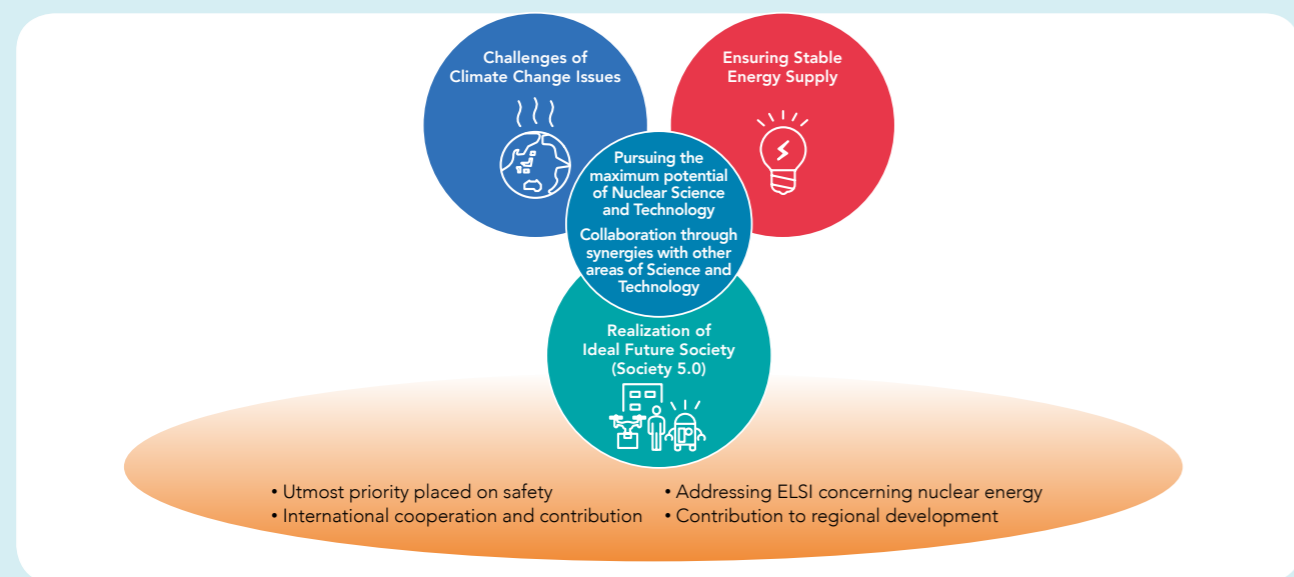 Challenges of
Climate Change Issues
Ensuring Stable
Energy Supply
Pursuing the
maximum potential
of Nuclear Science
and Technology
Collaboration through
synergies with other
areas of Science and
Technology
Realization of
Ideal Future Society
(Society 5.0)
• Utmost priority placed on safety
• International cooperation and contribution
• Addressing ELSI concerning nuclear energy
• Contribution to regional development